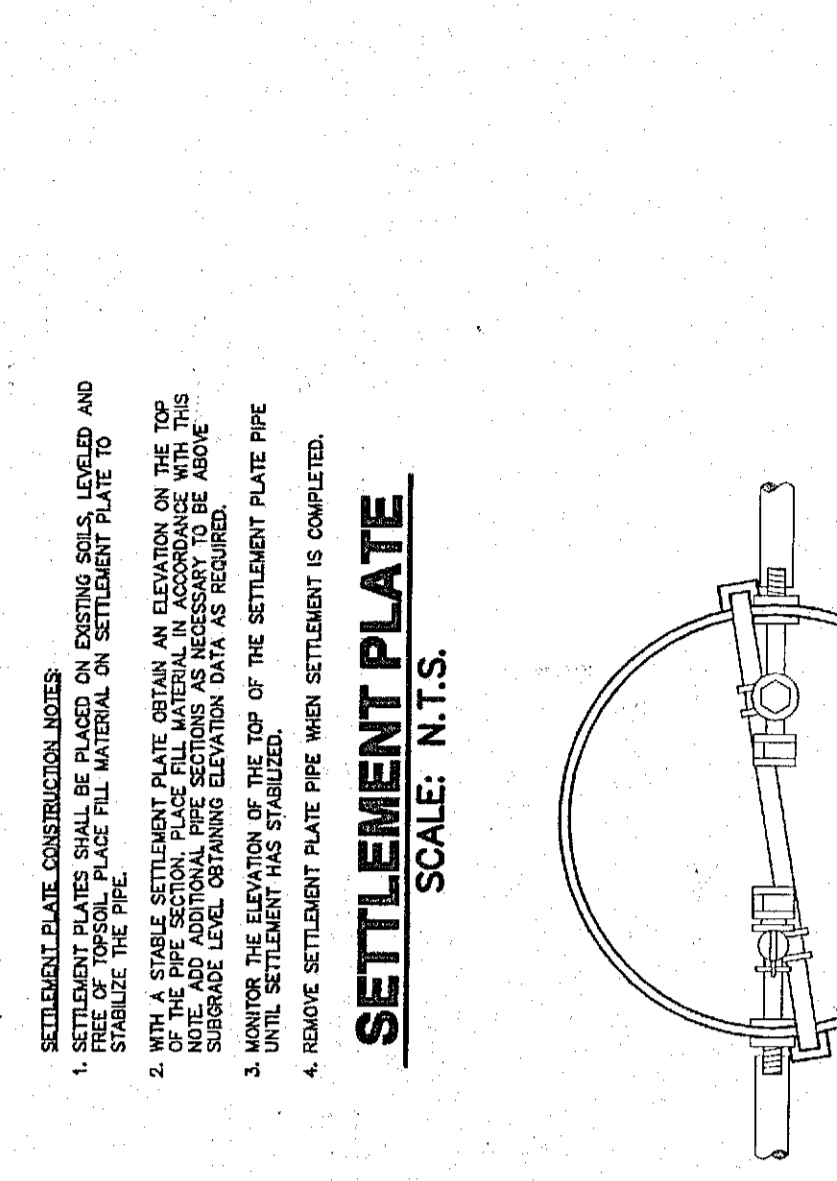 SETTLEMENT PLATE CONSTRUCTION NOTES:
1. SETTLEMENT PLATES SHALL BE PLACED ON EXISTING SOILS, LEVELED AND
FREE OF TOPSOIL. PLACE FILL MATERIAL ON SETTLEMENT PLATE TO
STABILIZE THE PIPE.
2. WITH A STABLE SETTLEMENT PLATE OBTAIN AN ELEVATION ON THE TOP
OF THE PIPE SECTION, PLACE FILL MATERIAL IN ACCORDANCE WITH THIS
NOTE. ADD ADDITIONAL PIPE SECTIONS AS NECESSARY TO BE ABOVE
SUBGRADE LEVEL OBTAINING ELEVATION DATA AS REQUIRED.
3. MONITOR THE ELEVATION OF THE TOP OF THE SETTLEMENT PLATE PIPE
UNTIL SETTLEMENT HAS STABILIZED.
4. REMOVE SETTLEMENT PLATE PIPE WHEN SETTLEMENT IS COMPLETED.
SETTLEMENT PLATE
SCALE: N.T.S.